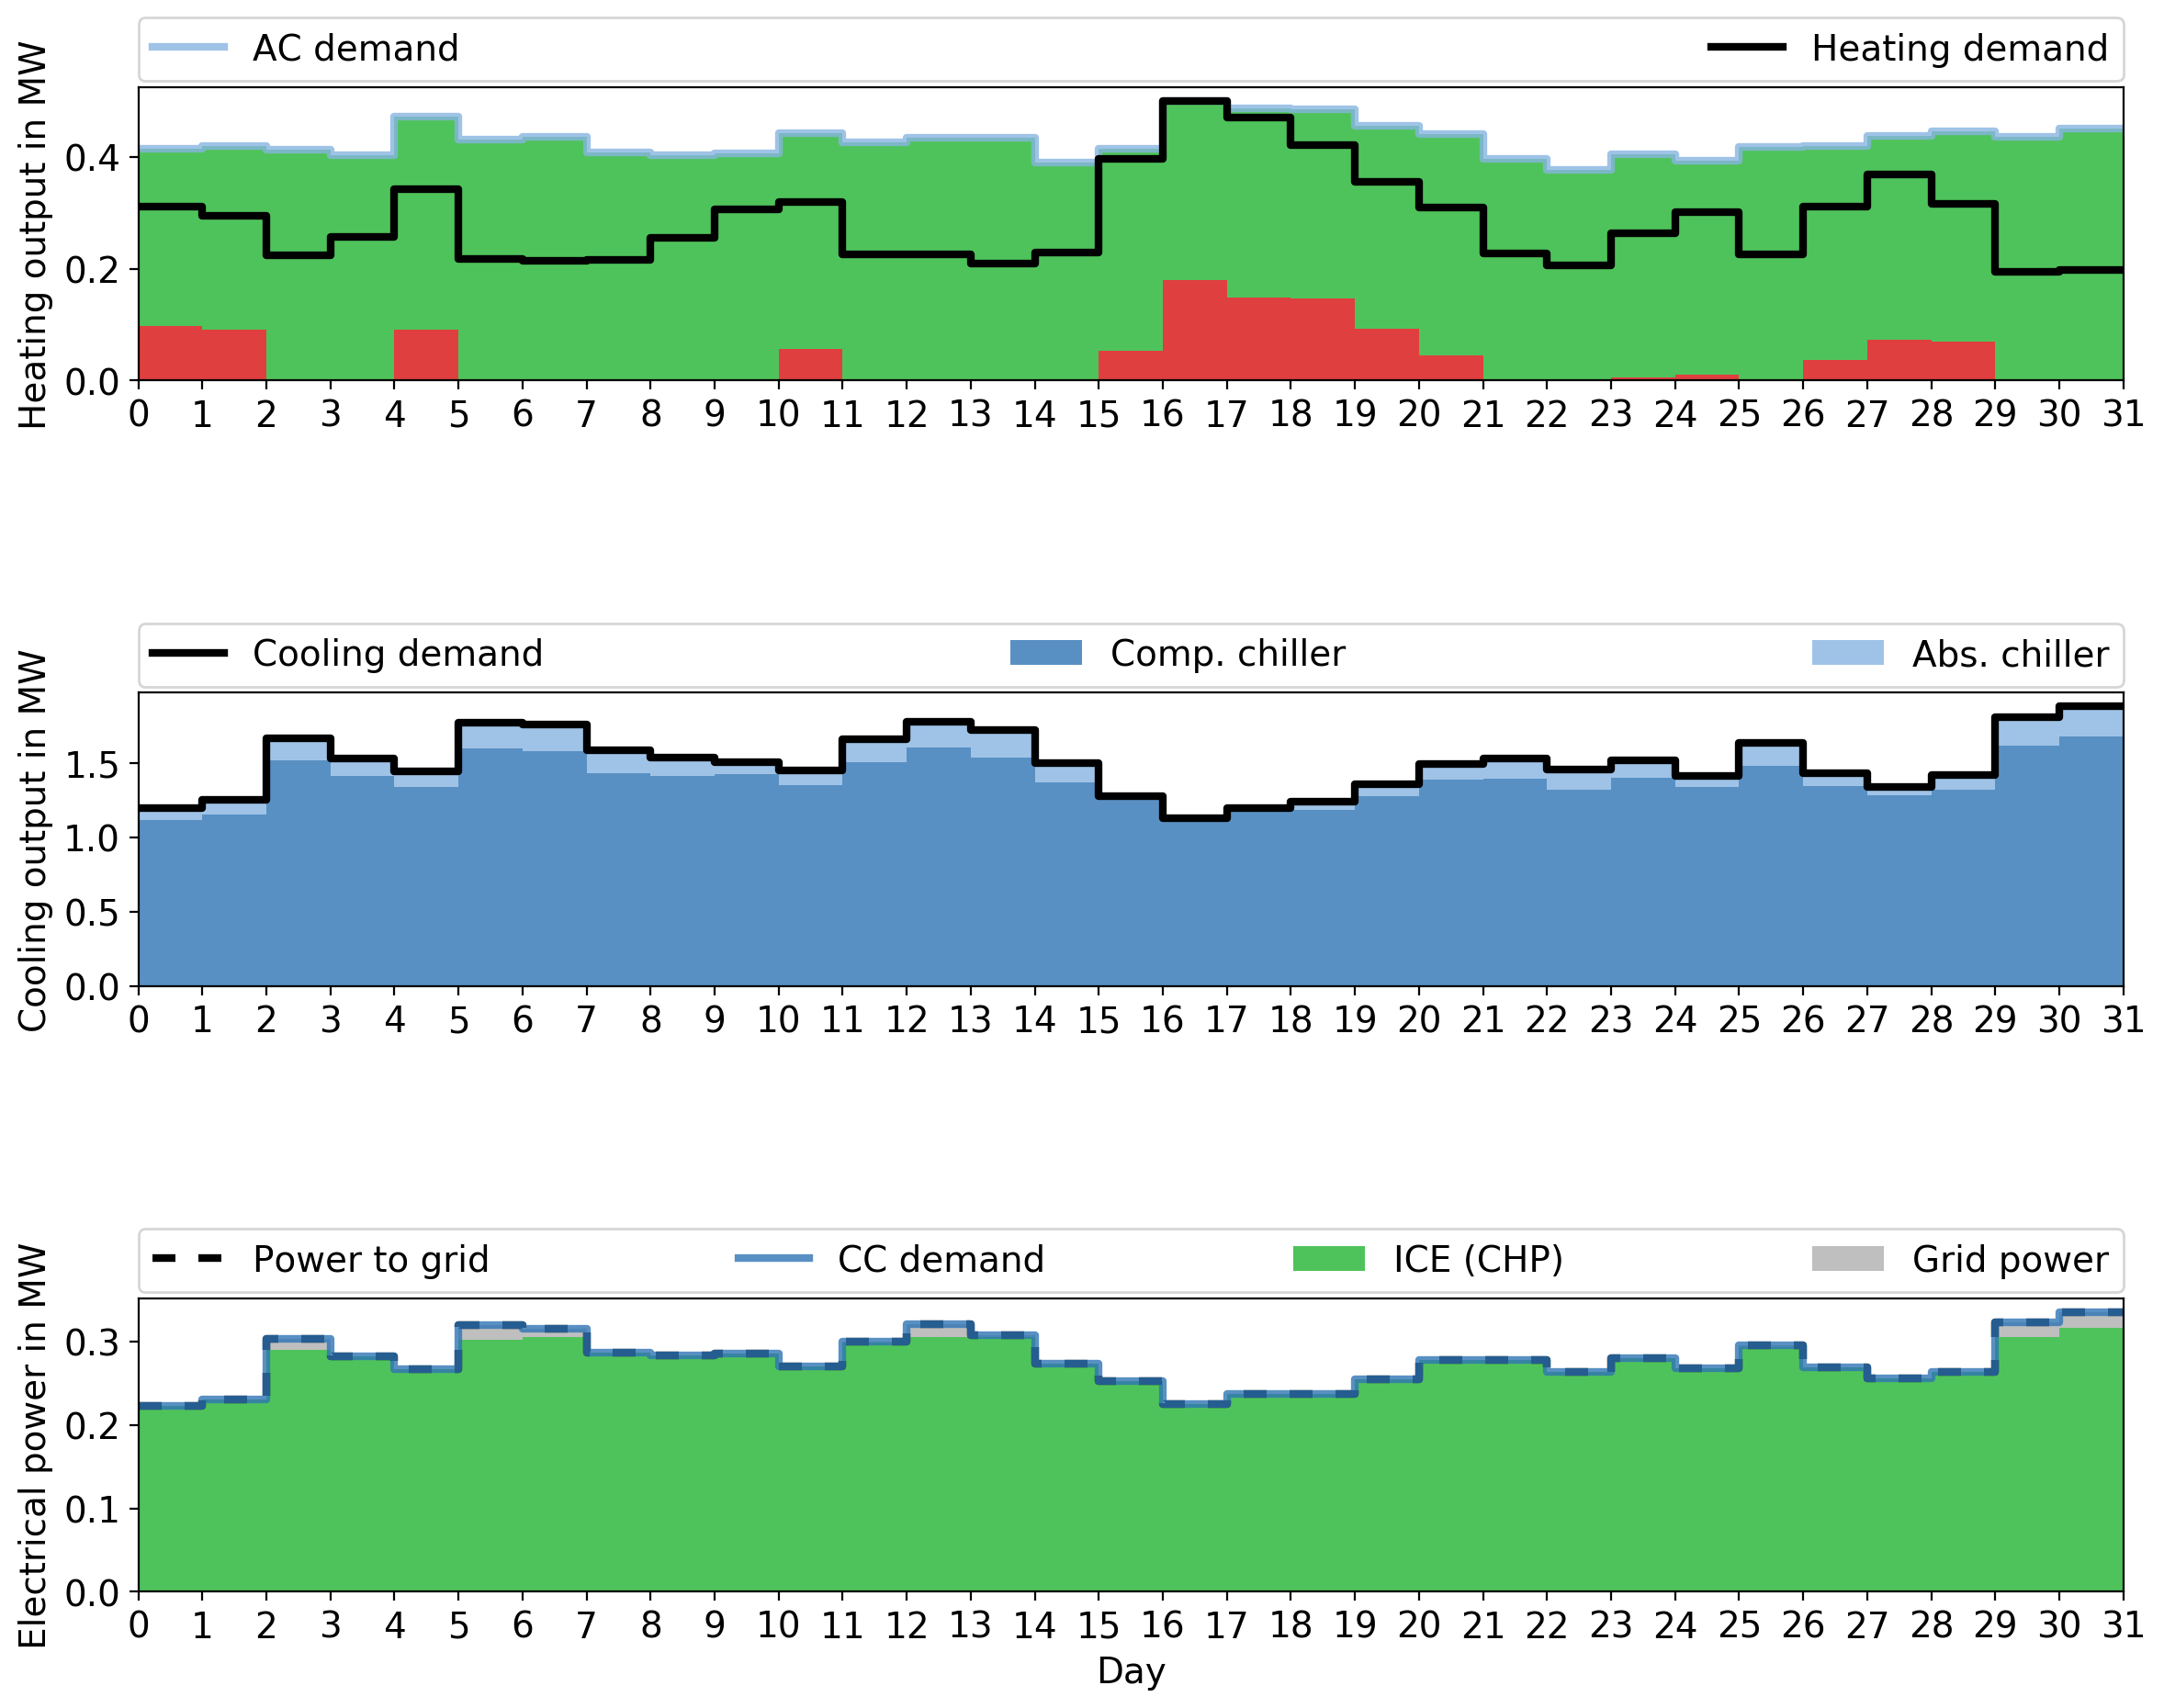 AC demand Heating demand
Heating output in MW
0.4
0.2
0.0
0 1 2 3 4 5 6 7 8 9 10 11 12 13 14 15 16 17 18 19 20 21 22 23 24 25 26 27 28 29 30 31
Cooling demand Comp. chiller Abs. chiller
Cooling output in MW
1.5
1.0
0.5
0.0
0 1 2 3 4 5 6 7 8 9 10 11 12 13 14 15 16 17 18 19 20 21 22 23 24 25 26 27 28 29 30 31
Power to grid CC demand ICE (CHP) Grid power
Electrical power in MW
0.3
0.2
0.1
0.0
0 1 2 3 4 5 6 7 8 9 10 11 12 13 14 15 16 17 18 19 20 21 22 23 24 25 26 27 28 29 30 31
Day